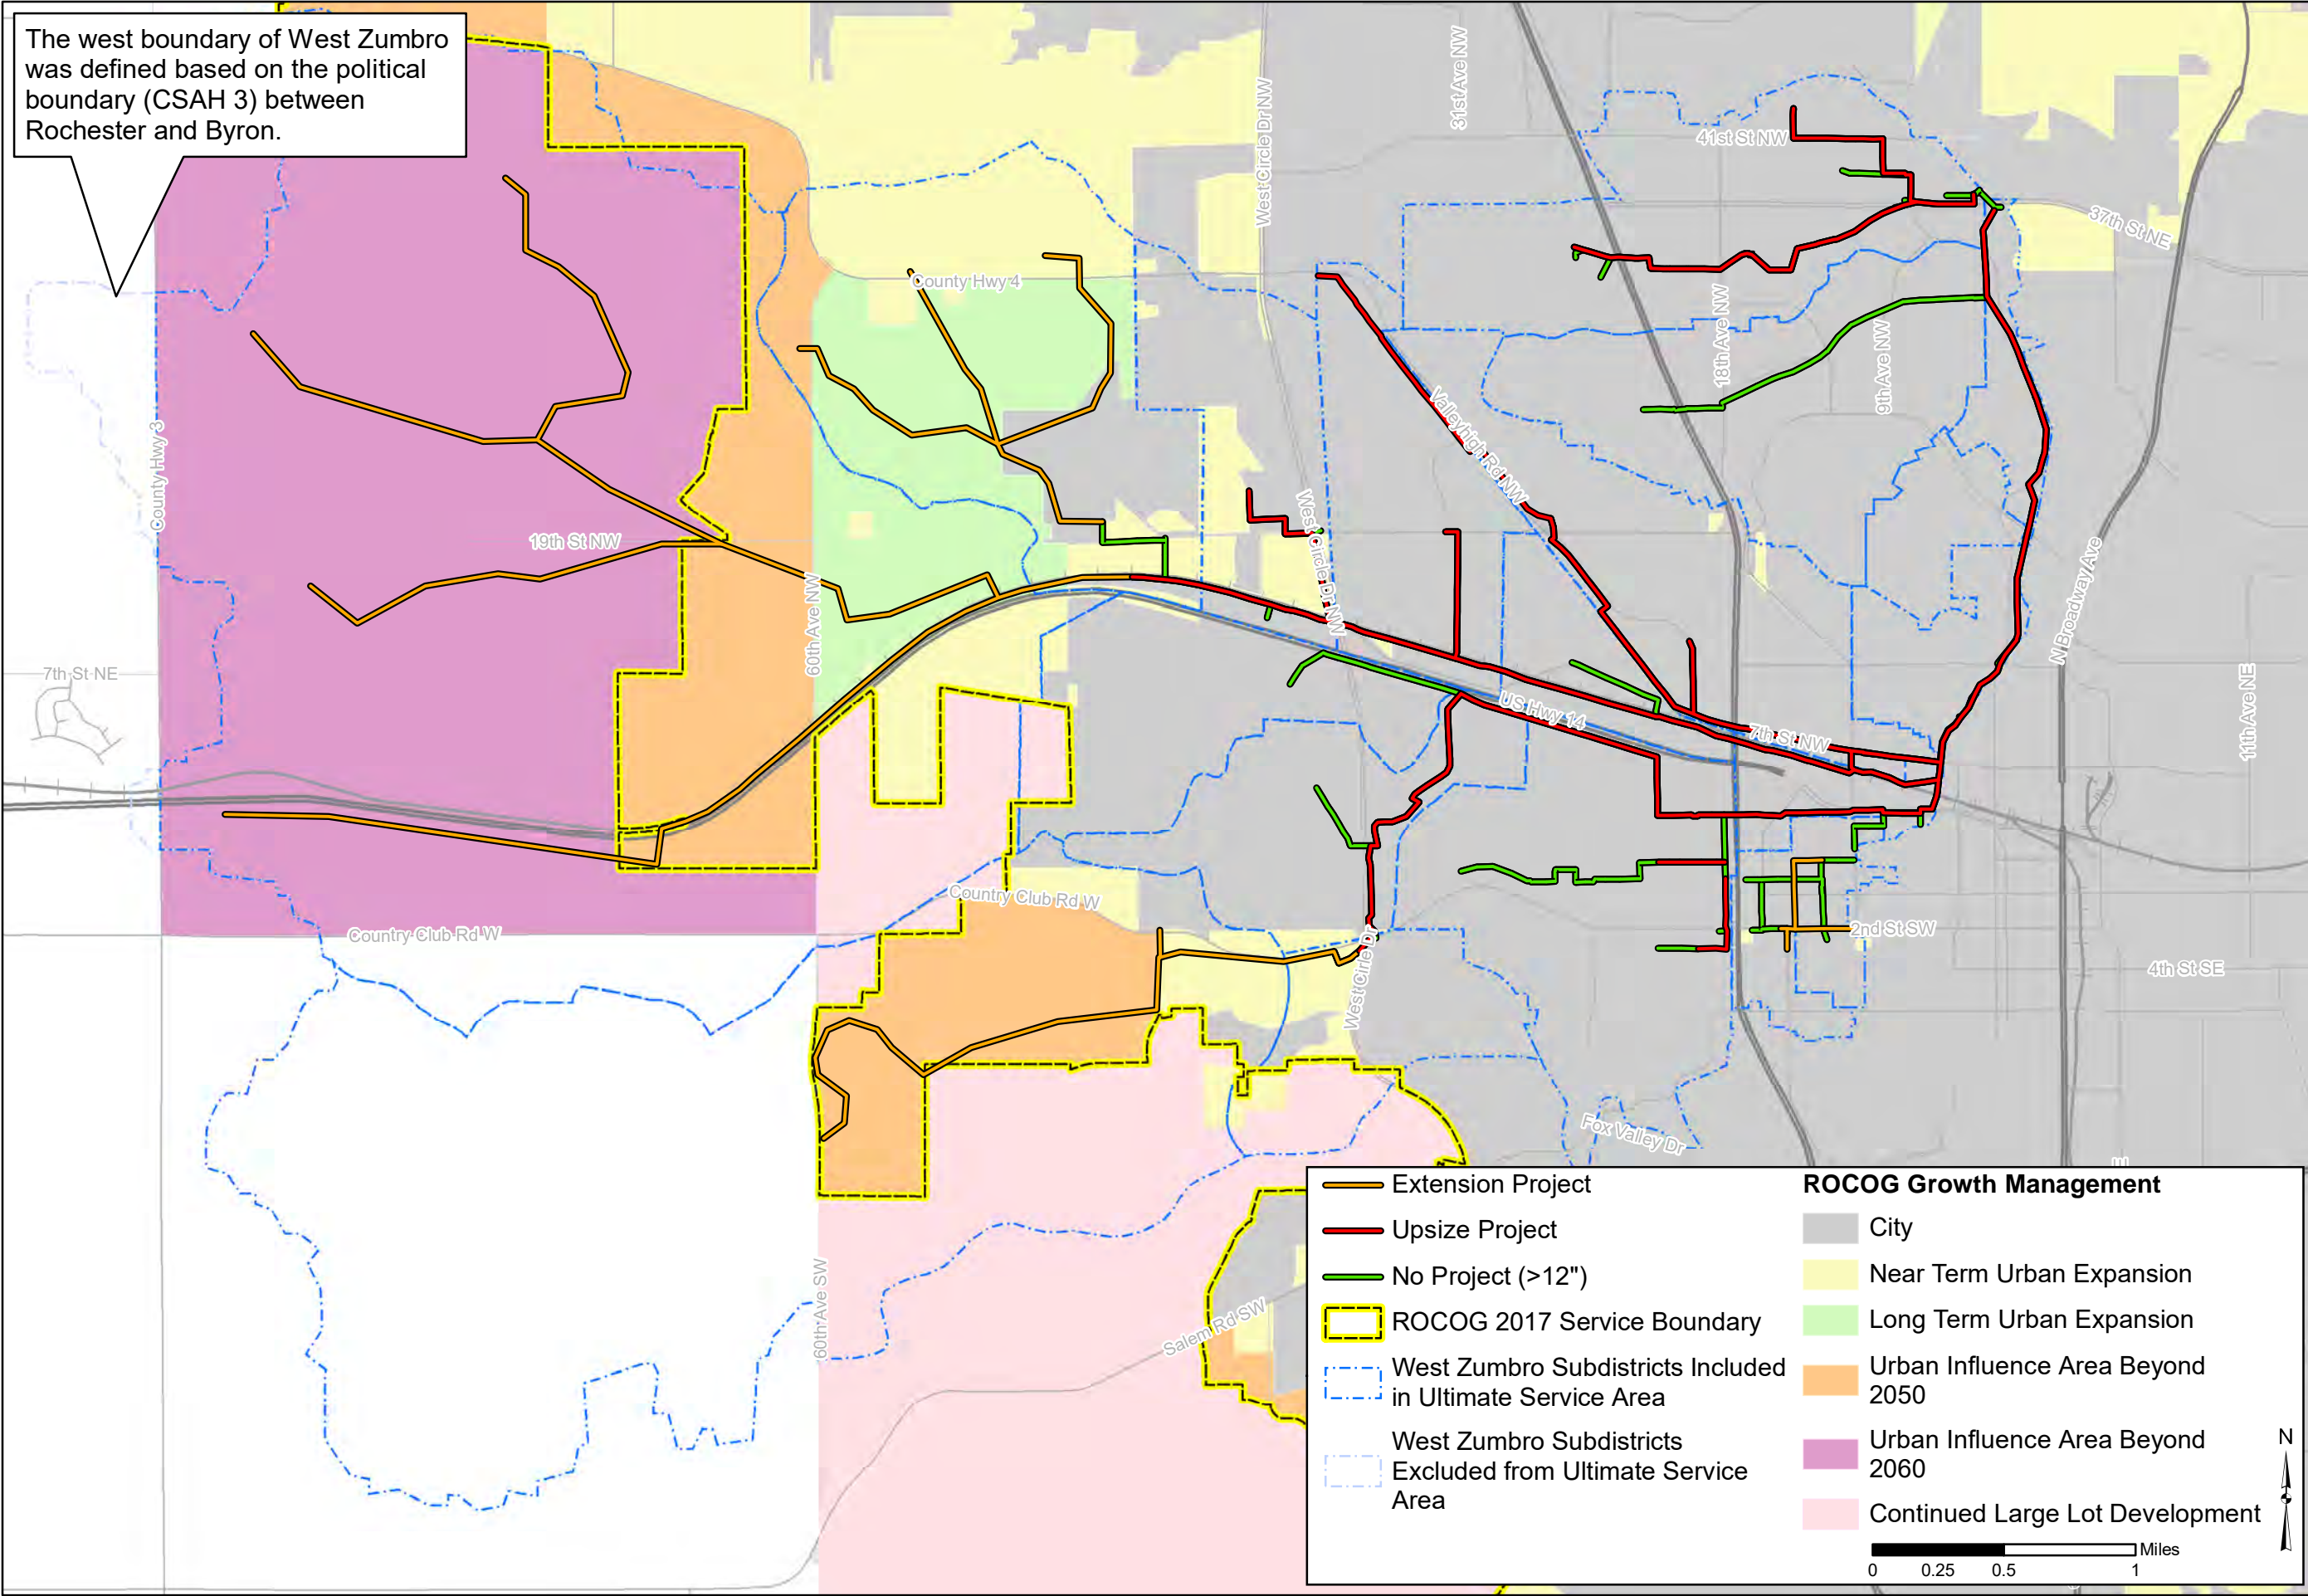 The west boundary of West Zumbro
was defined based on the political
boundary (CSAH 3) between
Rochester and Byron.
31st Ave NW
West Circle Dr NW
41st St NW
37th St NE
County Hwy 4
18th Ave NW
9th Ave NW
Valleyhigh Rd NW
County Hwy 3
19th St NW
West Circle Dr NW
60th Ave NW
N Broadway Ave
7th St NE
11th Ave NE
US Hwy 14
7th St NW
Country Club Rd W
Country Club Rd W
2nd St SW
4th St SE
West Cirle Dr
Fox Valley Dr
60th Ave SW
Salem Rd SW
Extension Project
Upsize Project
No Project (>12")
ROCOG 2017 Service Boundary
West Zumbro Subdistricts Included
in Ultimate Service Area
West Zumbro Subdistricts
Excluded from Ultimate Service
Area
ROCOG Growth Management
City
Near Term Urban Expansion
Long Term Urban Expansion
Urban Influence Area Beyond
2050
Urban Influence Area Beyond
2060
Continued Large Lot Development
N
Miles
0 0.25 0.5 1